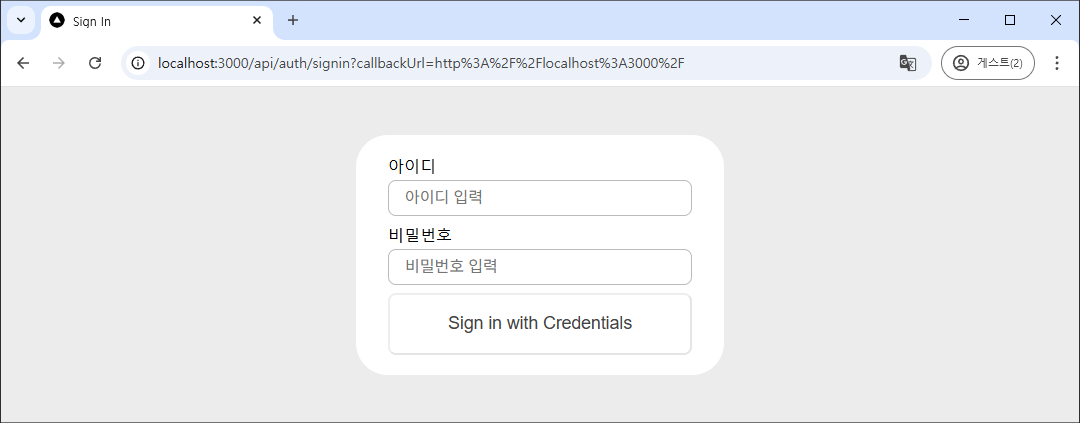 Sign In
localhost:3000/api/auth/signin?callbackUrl=http%3A%2F%2Flocalhost%3A3000%2F
게스트(2)
아이디
아이디 입력
비밀번호
비밀번호 입력
Sign in with Credentials